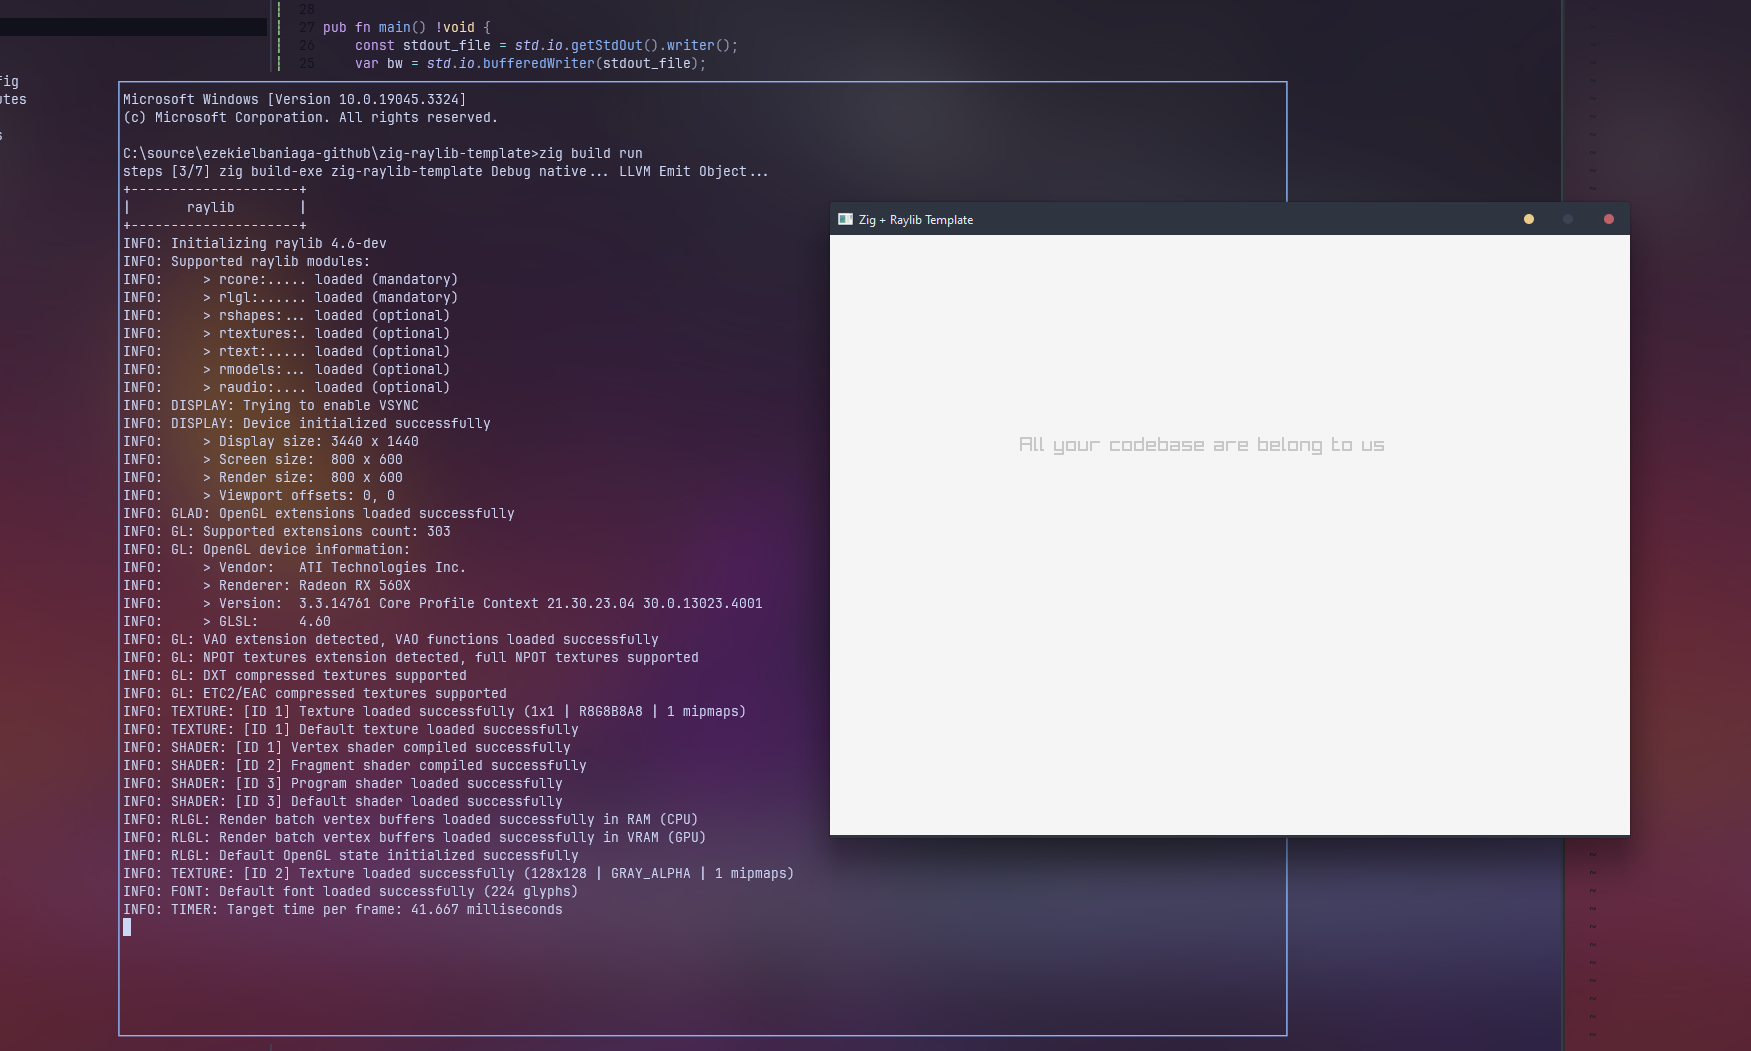 28
27 pub fn main() !void {
26 const stdout_file = std.io.getStdOut().writer();
25 var bw = std.io.bufferedWriter(stdout_file);
fig
utes
s
Microsoft Windows [Version 10.0.19045.3324]
(c) Microsoft Corporation. All rights reserved.
C:\source\ezekielbaniaga-github\zig-raylib-template>zig build run
steps [3/7] zig build-exe zig-raylib-template Debug native... LLVM Emit Object...
+---------------------+
|       raylib        |
+---------------------+
INFO: Initializing raylib 4.6-dev
INFO: Supported raylib modules:
INFO:     > rcore:..... loaded (mandatory)
INFO:     > rlgl:...... loaded (mandatory)
INFO:     > rshapes:... loaded (optional)
INFO:     > rtextures:. loaded (optional)
INFO:     > rtext:..... loaded (optional)
INFO:     > rmodels:... loaded (optional)
INFO:     > raudio:.... loaded (optional)
INFO: DISPLAY: Trying to enable VSYNC
INFO: DISPLAY: Device initialized successfully
INFO:     > Display size: 3440 x 1440
INFO:     > Screen size:  800 x 600
INFO:     > Render size:  800 x 600
INFO:     > Viewport offsets: 0, 0
INFO: GLAD: OpenGL extensions loaded successfully
INFO: GL: Supported extensions count: 303
INFO: GL: OpenGL device information:
INFO:     > Vendor:   ATI Technologies Inc.
INFO:     > Renderer: Radeon RX 560X
INFO:     > Version:  3.3.14761 Core Profile Context 21.30.23.04 30.0.13023.4001
INFO:     > GLSL:     4.60
INFO: GL: VAO extension detected, VAO functions loaded successfully
INFO: GL: NPOT textures extension detected, full NPOT textures supported
INFO: GL: DXT compressed textures supported
INFO: GL: ETC2/EAC compressed textures supported
INFO: TEXTURE: [ID 1] Texture loaded successfully (1x1 | R8G8B8A8 | 1 mipmaps)
INFO: TEXTURE: [ID 1] Default texture loaded successfully
INFO: SHADER: [ID 1] Vertex shader compiled successfully
INFO: SHADER: [ID 2] Fragment shader compiled successfully
INFO: SHADER: [ID 3] Program shader loaded successfully
INFO: SHADER: [ID 3] Default shader loaded successfully
INFO: RLGL: Render batch vertex buffers loaded successfully in RAM (CPU)
INFO: RLGL: Render batch vertex buffers loaded successfully in VRAM (GPU)
INFO: RLGL: Default OpenGL state initialized successfully
INFO: TEXTURE: [ID 2] Texture loaded successfully (128x128 | GRAY_ALPHA | 1 mipmaps)
INFO: FONT: Default font loaded successfully (224 glyphs)
INFO: TIMER: Target time per frame: 41.667 milliseconds
Zig + Raylib Template
All your codebase are belong to us